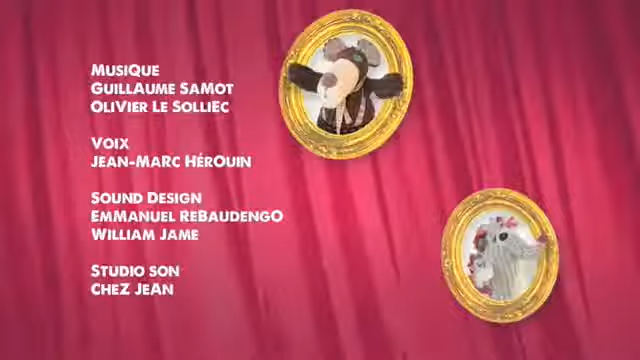 MUSIQUE
GUILLAUME SAMOT
OLIVIER LE SOLLIEC
VOIX
JEAN-MARC HÉROUIN
SOUND DESIGN
EMMANUEL REBAUDENGO
WILLIAM JAME
STUDIO SON
CHEZ JEAN